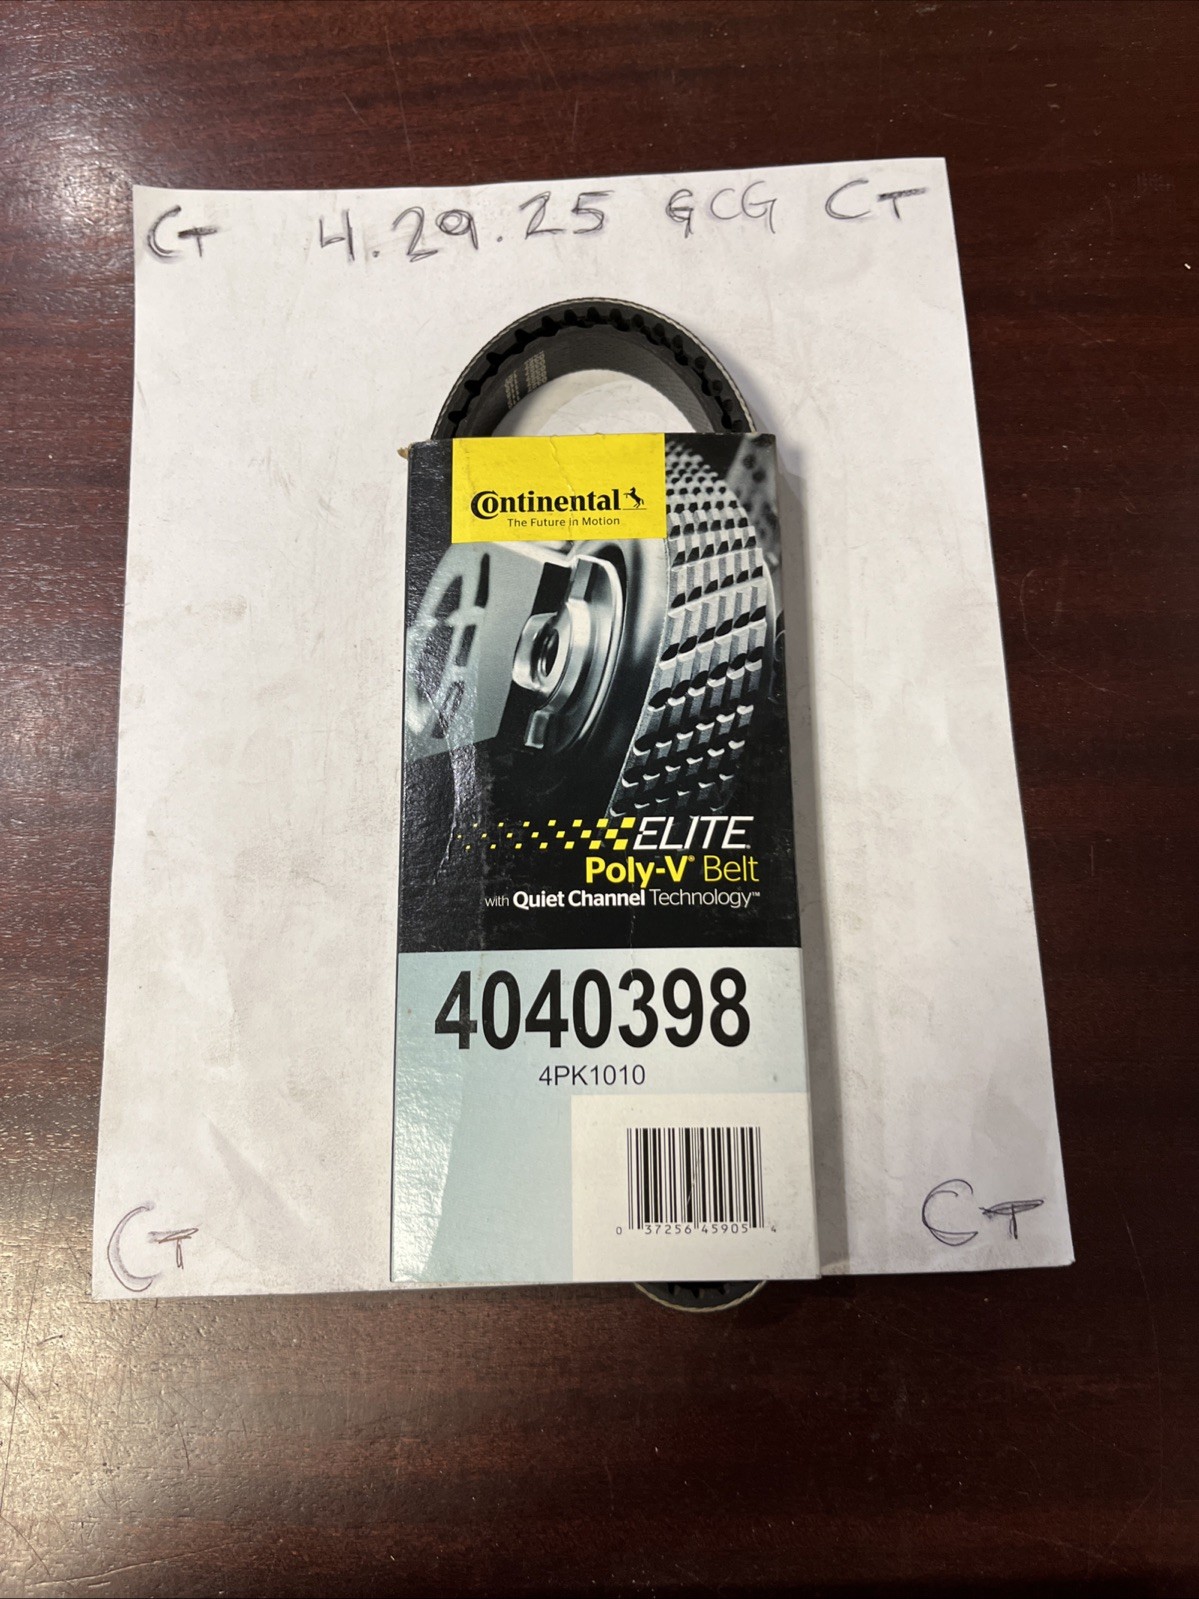 CT 4.29.25 GCG CT
Continental
The Future in Motion
ELITE
Poly-V® Belt
with Quiet Channel Technology™
4040398
4PK1010
0 37256 45905 4
CT CT